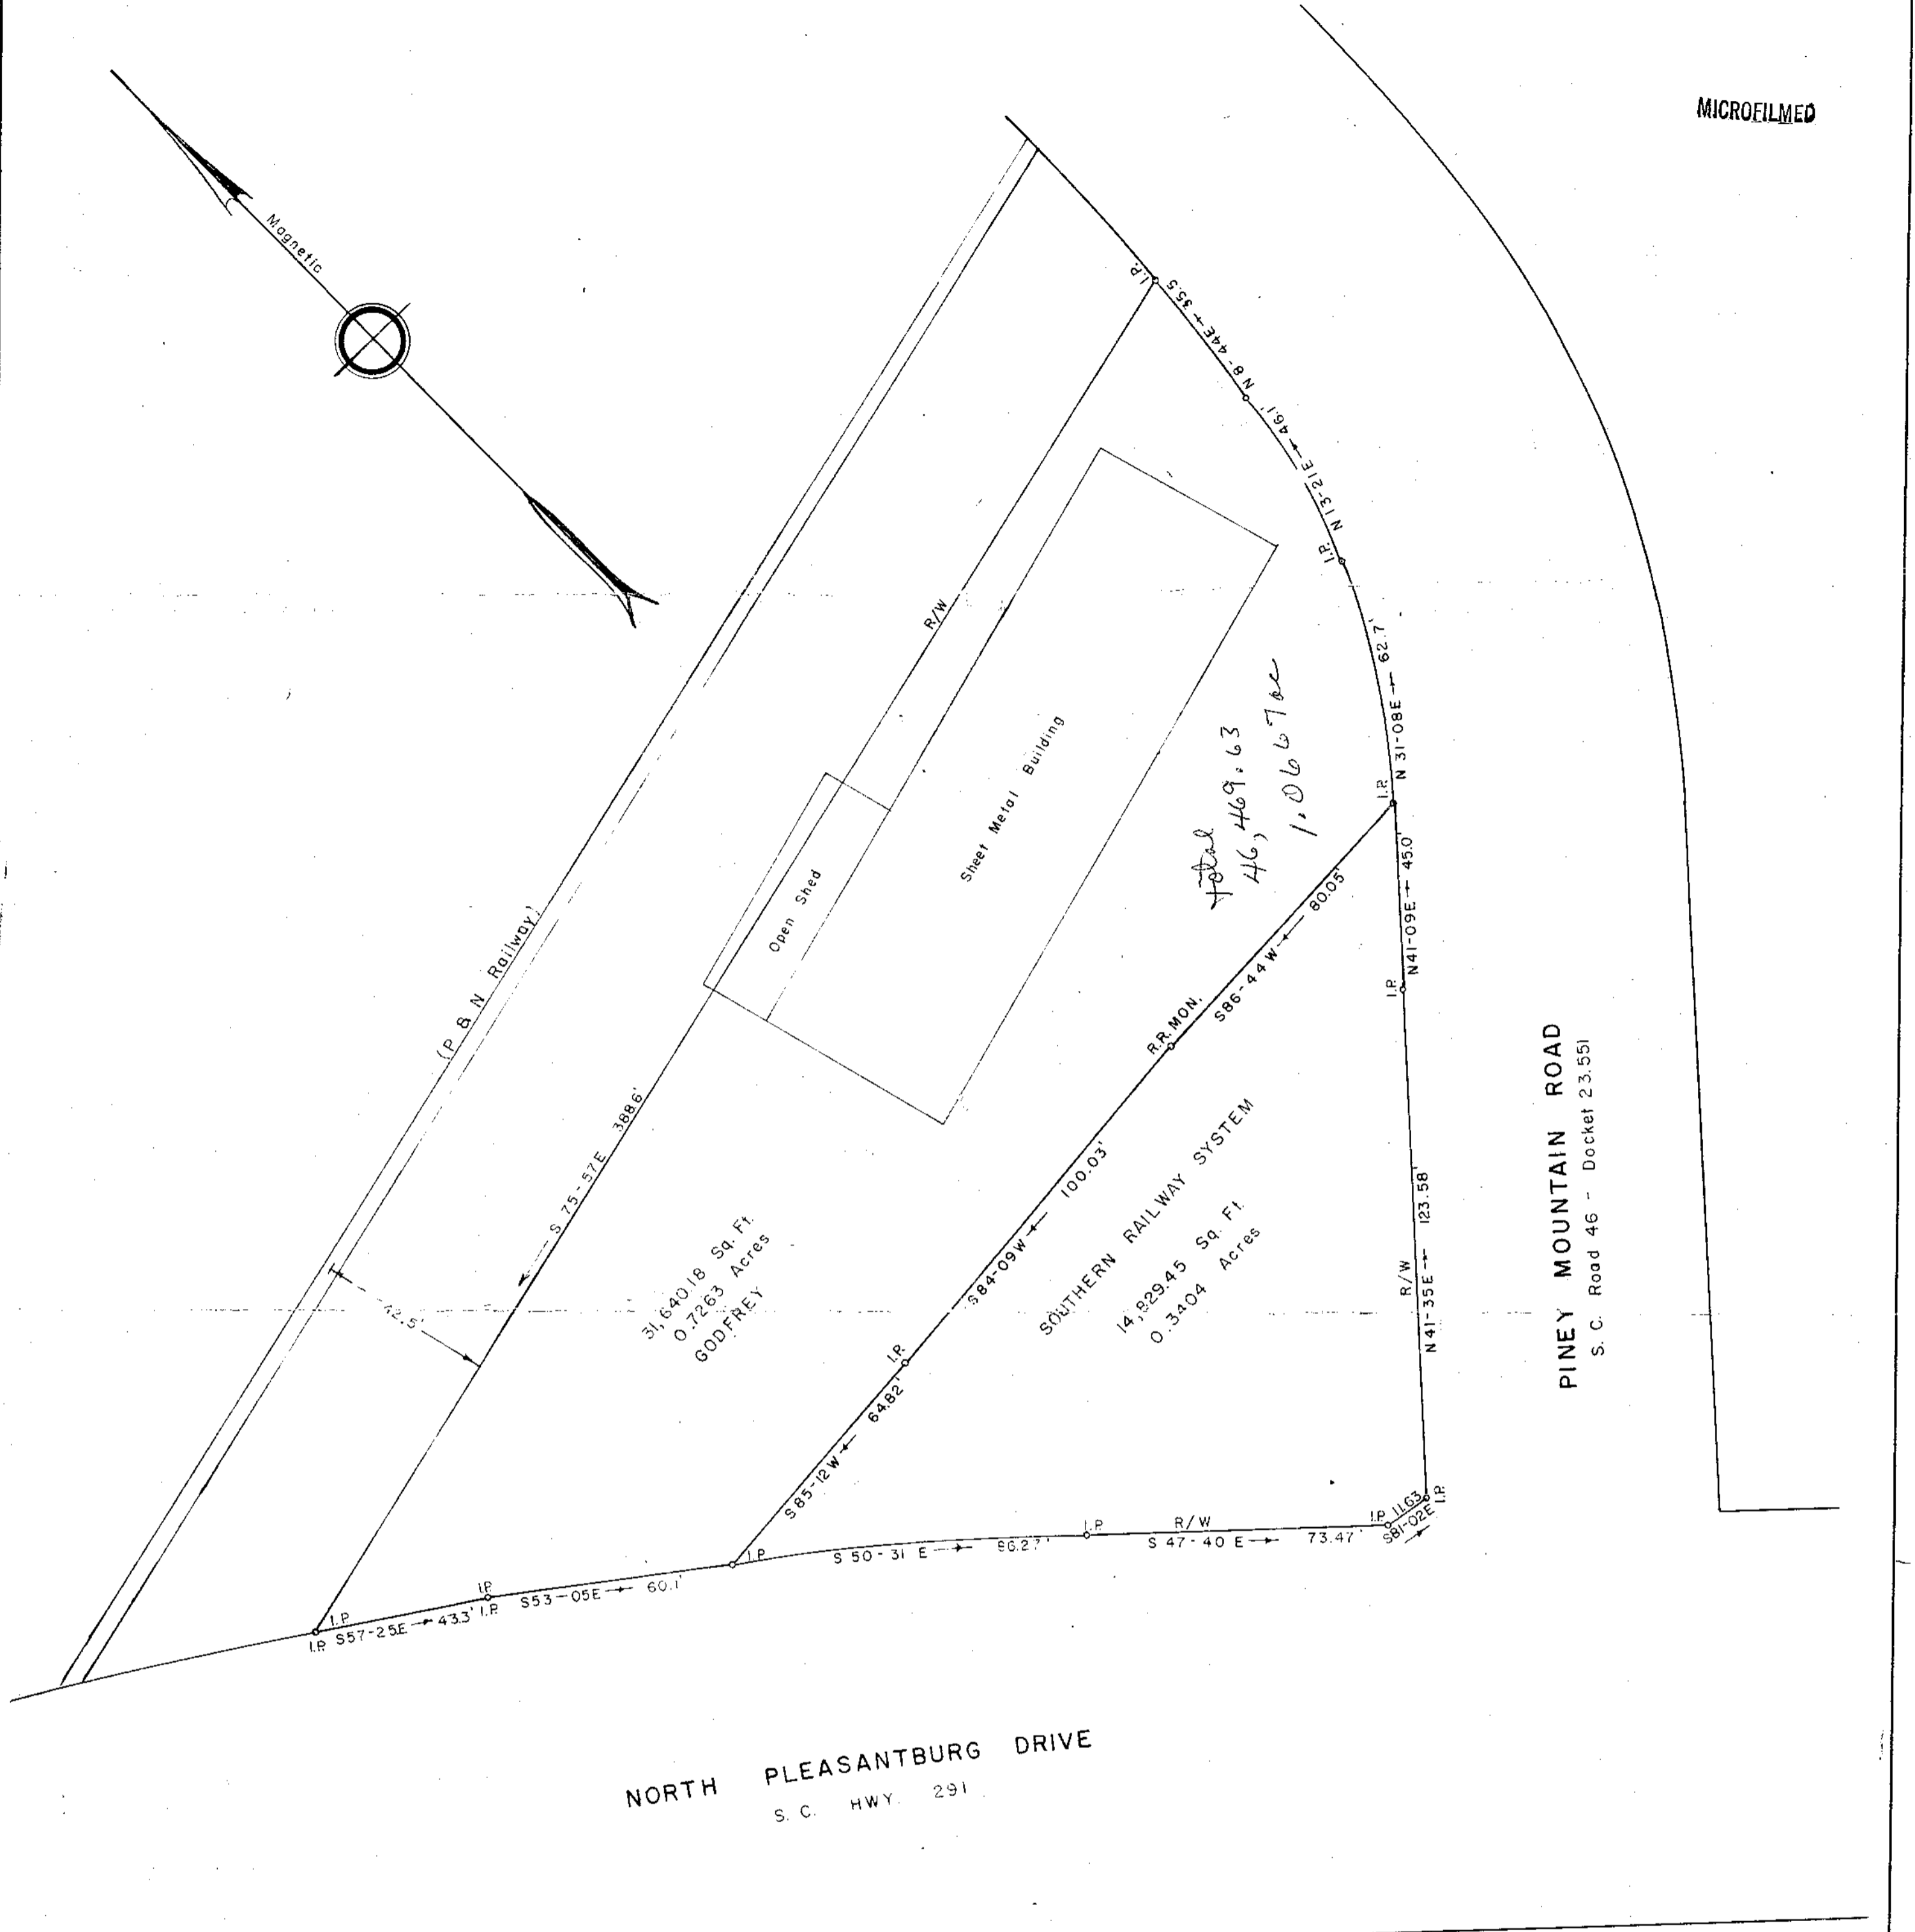 MICROFILMED
Magnetic
I.P.
N 8-44E 35.5
N 13-21E 46.1'
I.P.
N 31-08E 62.7'
I.P.
R/W
Sheet Metal Building
Open Shed
total
46,469.63
1.0667 ac
(P & N Railway)
S 75-57E 388.6'
42.5'
31,640.18 Sq. Ft.
0.7263 Acres
GODFREY
S86-44W 80.05'
R.R. MON.
S84-09W 100.03'
I.P.
S85-12W 64.82'
SOUTHERN RAILWAY SYSTEM
14,829.45 Sq. Ft.
0.3404 Acres
N41-09E 45.0'
I.P.
R/W
N41-35E 123.58'
PINEY MOUNTAIN ROAD
S. C. Road 46 - Docket 23.551
I.P.
S81-02E 11.63
I.P.
R/W
S 47-40 E 73.47'
I.P.
S 50-31 E 86.27'
I.P.
S53-05E 60.1'
I.P.
I.P.
S57-25E 43.3'
I.P.
I.P.
NORTH PLEASANTBURG DRIVE
S. C. HWY. 291